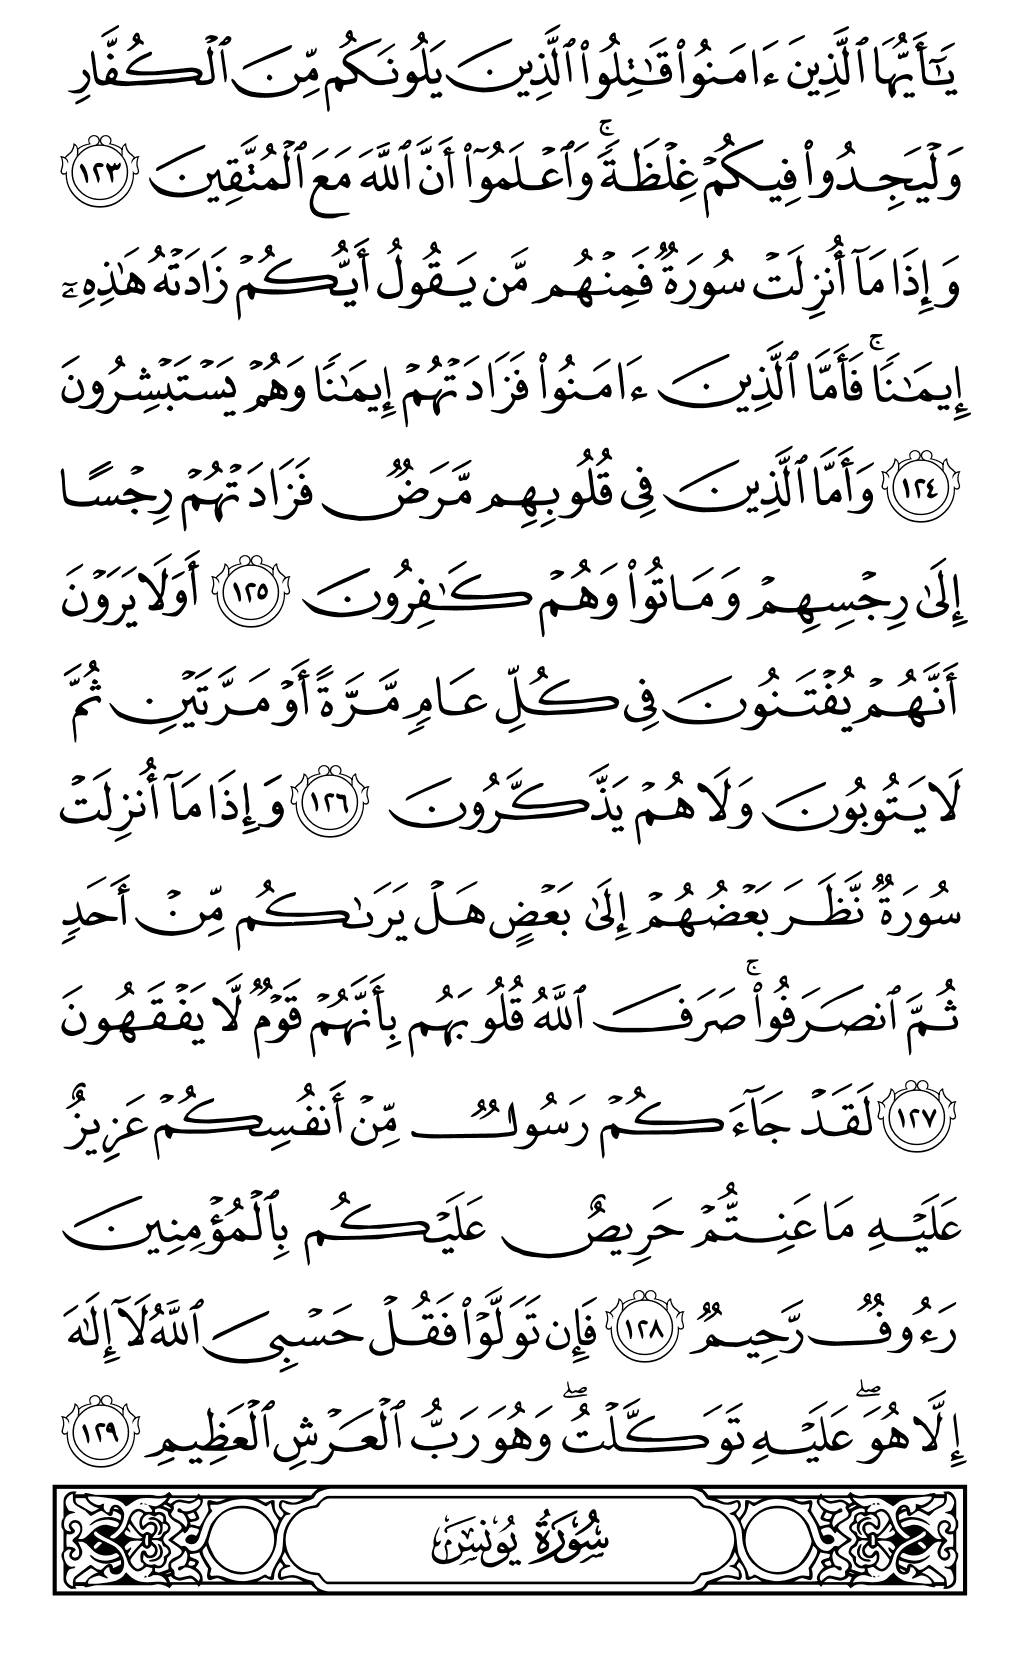 يَـٰٓأَيُّهَا ٱلَّذِينَ ءَامَنُوا۟ قَـٰتِلُوا۟ ٱلَّذِينَ يَلُونَكُم مِّنَ ٱلْكُفَّارِ
وَلْيَجِدُوا۟ فِيكُمْ غِلْظَةً ۚ وَٱعْلَمُوٓا۟ أَنَّ ٱللَّهَ مَعَ ٱلْمُتَّقِينَ ١٢٣
وَإِذَا مَآ أُنزِلَتْ سُورَةٌ فَمِنْهُم مَّن يَقُولُ أَيُّكُمْ زَادَتْهُ هَـٰذِهِۦٓ
إِيمَـٰنًا ۚ فَأَمَّا ٱلَّذِينَ ءَامَنُوا۟ فَزَادَتْهُمْ إِيمَـٰنًا وَهُمْ يَسْتَبْشِرُونَ
١٢٤ وَأَمَّا ٱلَّذِينَ فِى قُلُوبِهِم مَّرَضٌ فَزَادَتْهُمْ رِجْسًا
إِلَىٰ رِجْسِهِمْ وَمَاتُوا۟ وَهُمْ كَـٰفِرُونَ ١٢٥ أَوَلَا يَرَوْنَ
أَنَّهُمْ يُفْتَنُونَ فِى كُلِّ عَامٍ مَّرَّةً أَوْ مَرَّتَيْنِ ثُمَّ
لَا يَتُوبُونَ وَلَا هُمْ يَذَّكَّرُونَ ١٢٦ وَإِذَا مَآ أُنزِلَتْ
سُورَةٌ نَّظَرَ بَعْضُهُمْ إِلَىٰ بَعْضٍ هَلْ يَرَىٰكُم مِّنْ أَحَدٍ
ثُمَّ ٱنصَرَفُوا۟ ۚ صَرَفَ ٱللَّهُ قُلُوبَهُم بِأَنَّهُمْ قَوْمٌ لَّا يَفْقَهُونَ
١٢٧ لَقَدْ جَآءَكُمْ رَسُولٌ مِّنْ أَنفُسِكُمْ عَزِيزٌ
عَلَيْهِ مَا عَنِتُّمْ حَرِيصٌ عَلَيْكُم بِٱلْمُؤْمِنِينَ
رَءُوفٌ رَّحِيمٌ ١٢٨ فَإِن تَوَلَّوْا۟ فَقُلْ حَسْبِىَ ٱللَّهُ لَآ إِلَـٰهَ
إِلَّا هُوَ ۖ عَلَيْهِ تَوَكَّلْتُ ۖ وَهُوَ رَبُّ ٱلْعَرْشِ ٱلْعَظِيمِ ١٢٩
سُورَةُ يُونُسَ